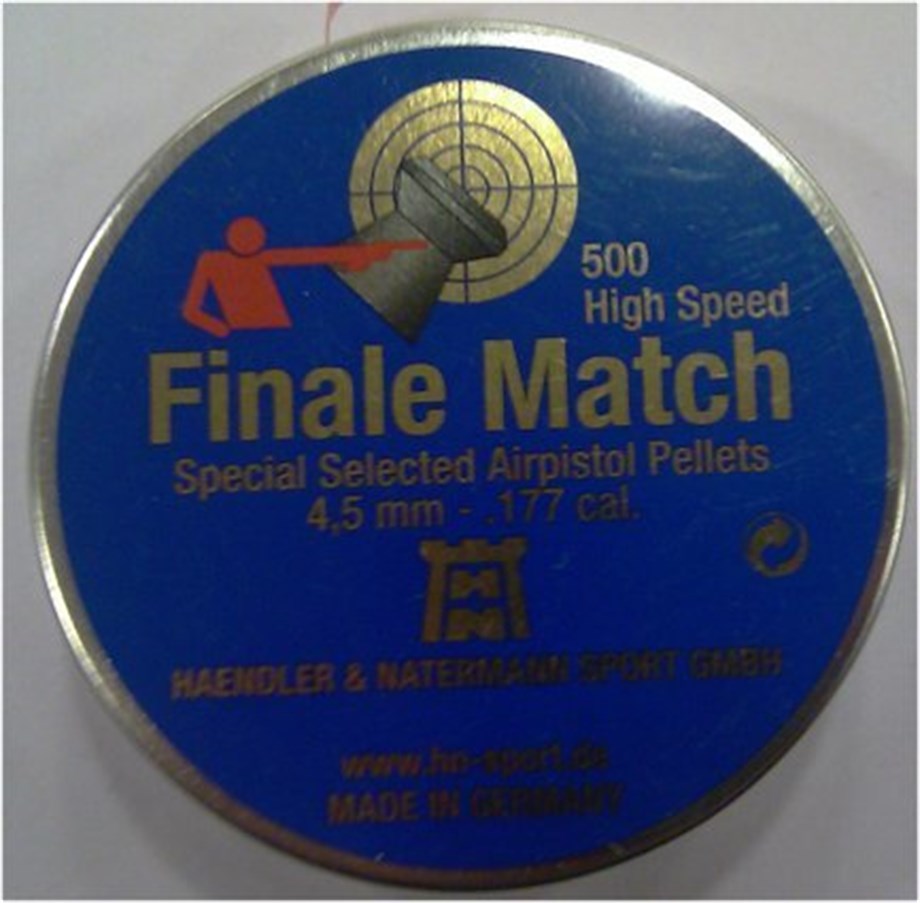 500
High Speed
Finale Match
Special Selected Airpistol Pellets
4,5 mm - .177 cal.
HN
HAENDLER & NATERMANN SPORT GMBH
www.hn-sport.de
MADE IN GERMANY